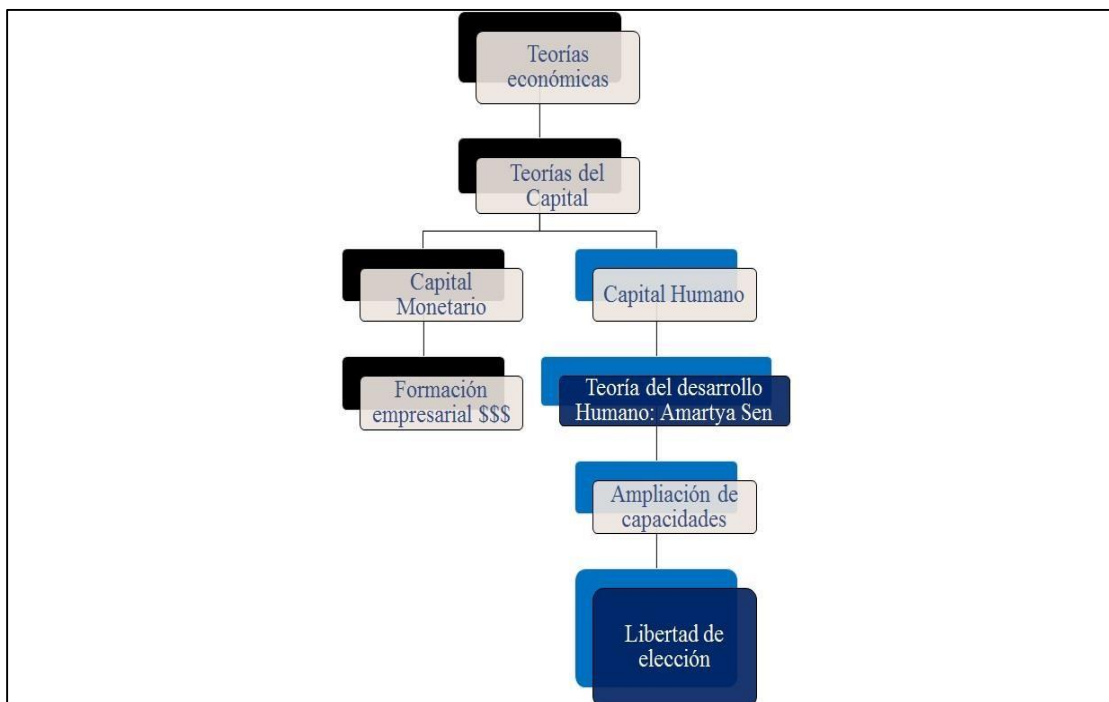 Teorías
económicas
Teorías del
Capital
Capital
Monetario
Capital Humano
Formación
empresarial $$$
Teoría del desarrollo
Humano: Amartya Sen
Ampliación de
capacidades
Libertad de
elección